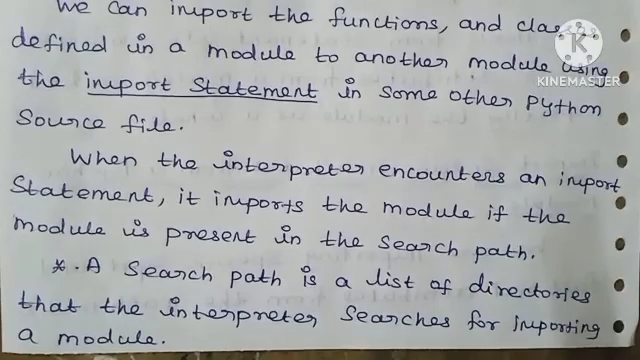 We can import the functions, and
defined in a module to another module using
the import statement in some other Python
Source file.
When the interpreter encounters an import
Statement, it imports the module if the
module is present in the search path.
*. A Search path is a list of directories
that the interpreter Searches for importing
a module.
K
KINEMASTER